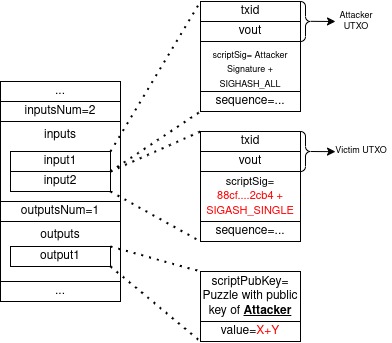 ...
inputsNum=2
inputs
input1
input2
outputsNum=1
outputs
output1
...
txid
vout
scriptSig= Attacker
Signature +
SIGHASH_ALL
sequence=...
Attacker
UTXO
txid
vout
scriptSig=
88cf....2cb4 +
SIGASH_SINGLE
sequence=...
Victim UTXO
scriptPubKey=
Puzzle with public
key of Attacker
value=X+Y